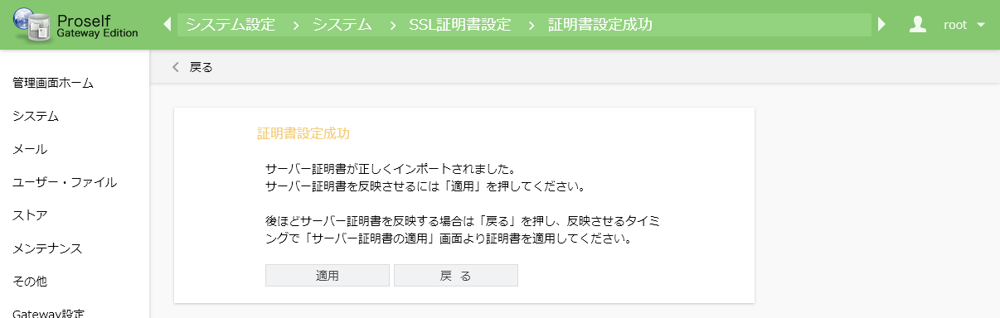 Proself
Gateway Edition
システム設定 > システム > SSL証明書設定 > 証明書設定成功
root
戻る
管理画面ホーム
システム
メール
ユーザー・ファイル
ストア
メンテナンス
その他
Gateway設定
証明書設定成功
サーバー証明書が正しくインポートされました。
サーバー証明書を反映させるには「適用」を押してください。
後ほどサーバー証明書を反映する場合は「戻る」を押し、反映させるタイミ
ングで「サーバー証明書の適用」画面より証明書を適用してください。
適用
戻 る